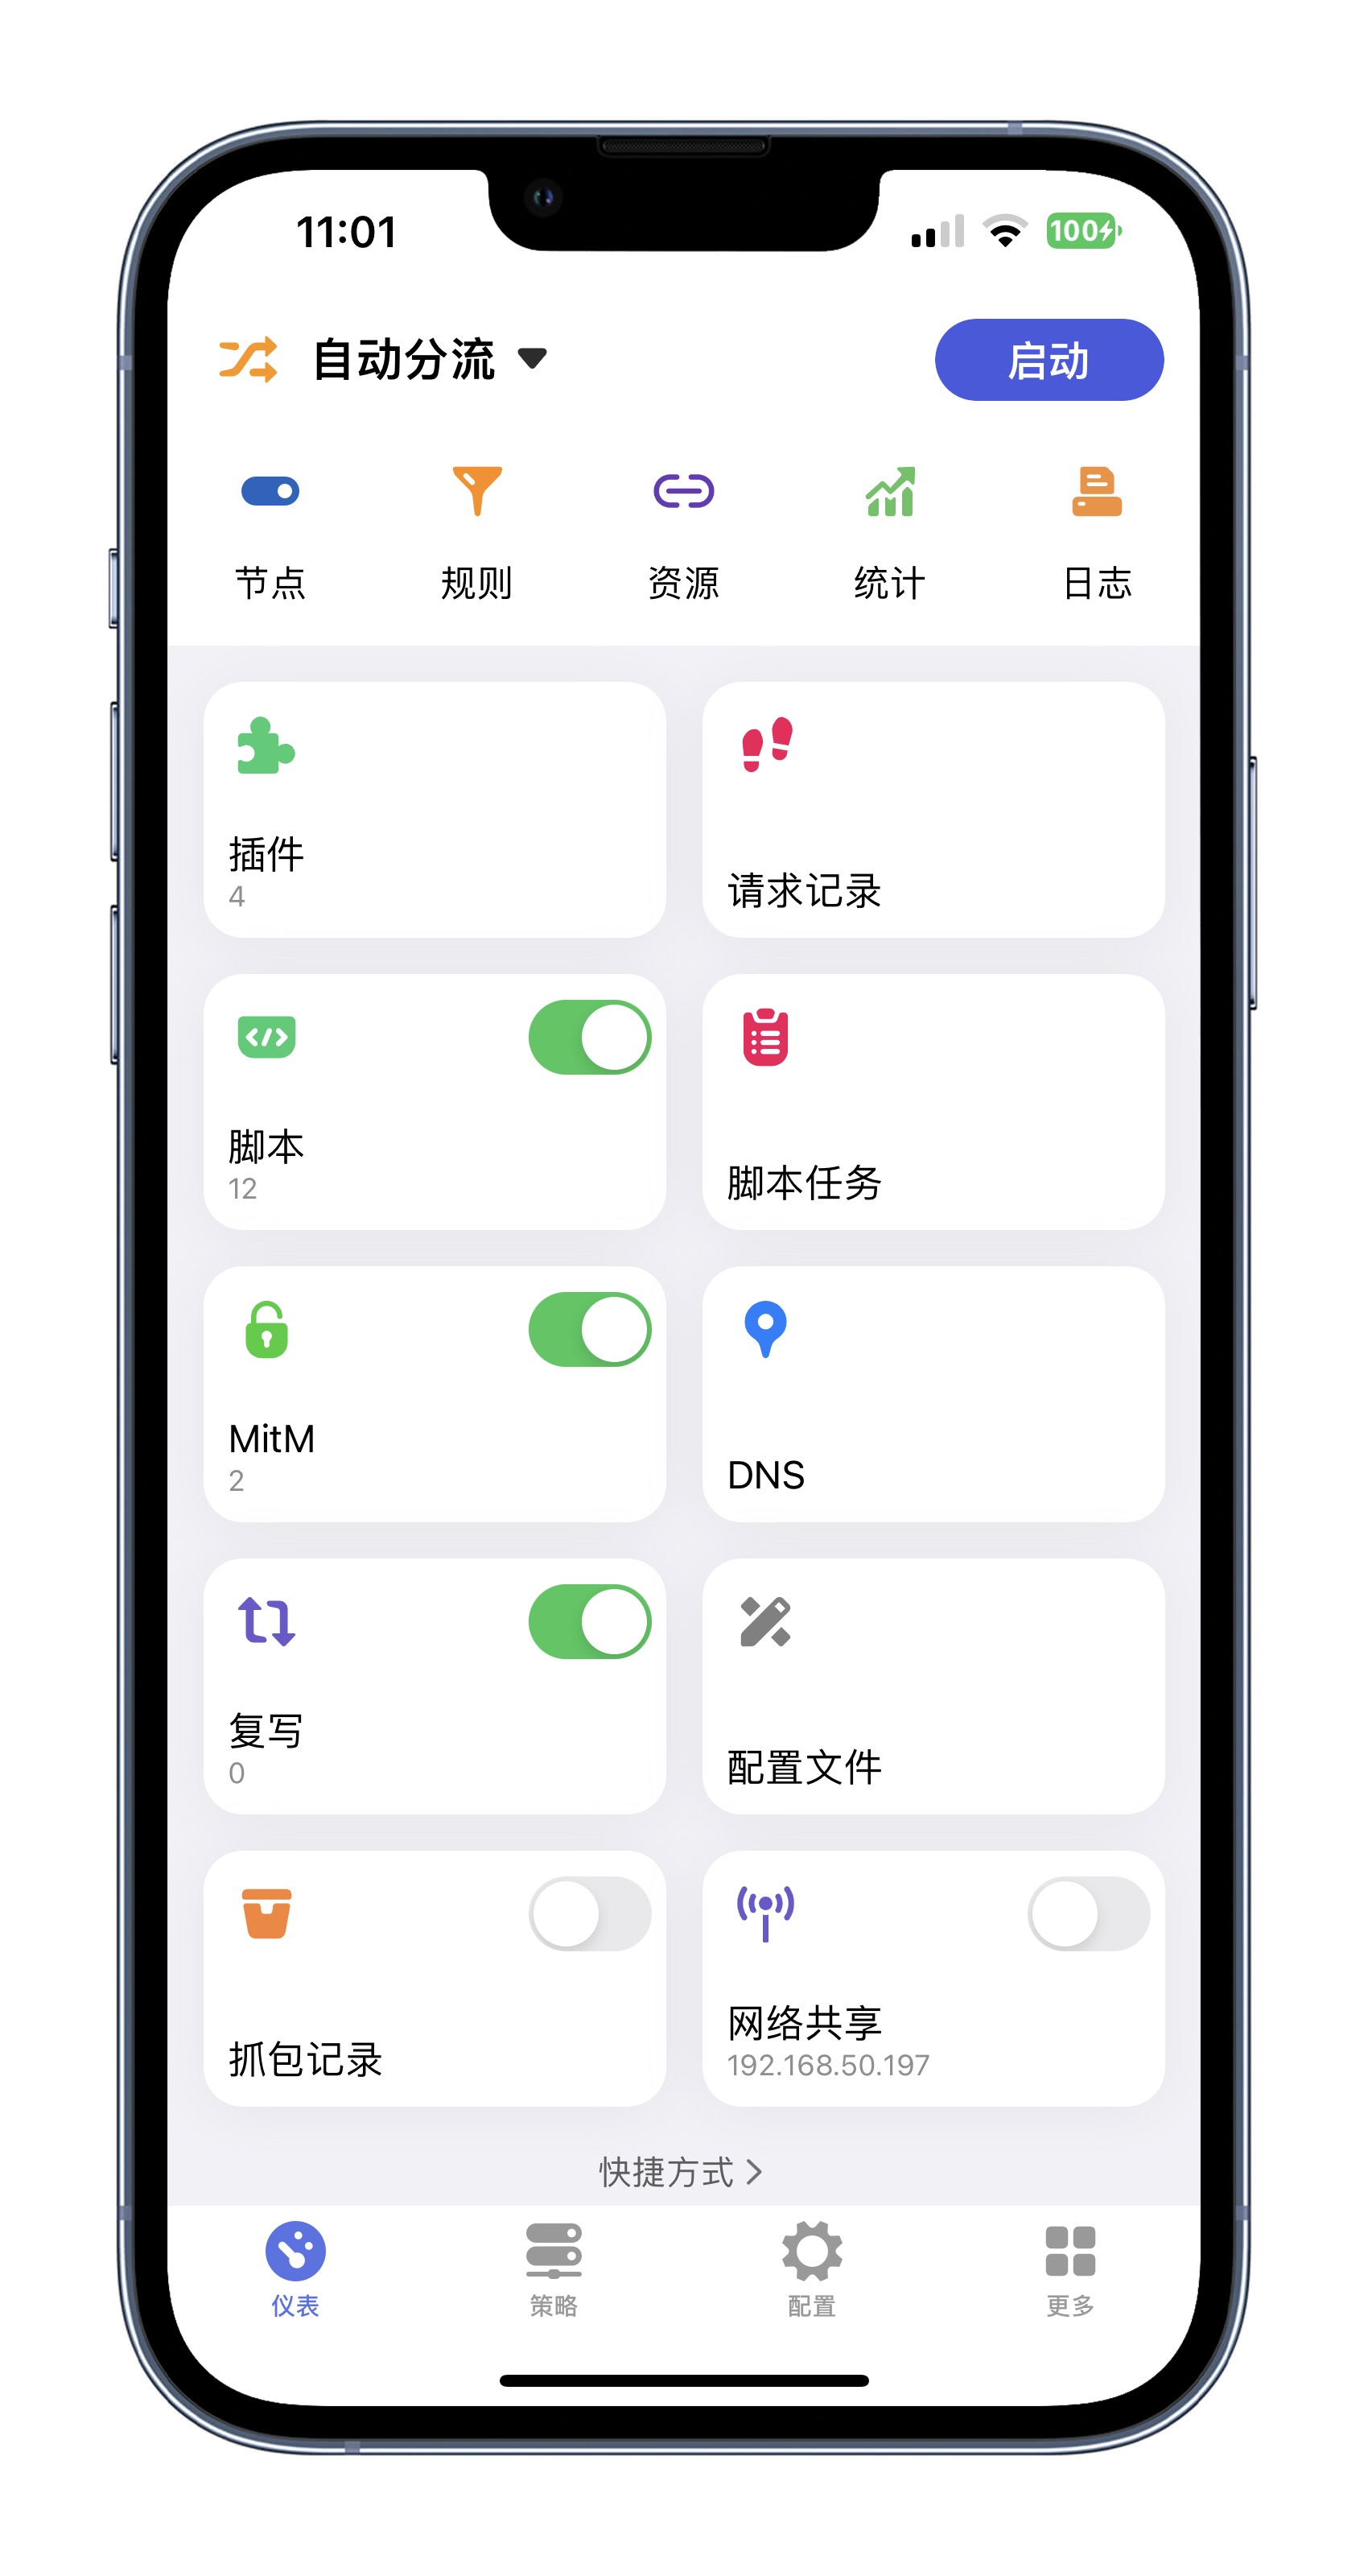 11:01
100
自动分流
启动
节点 规则 资源 统计 日志
插件
4
请求记录
脚本
12
脚本任务
MitM
2
DNS
复写
0
配置文件
抓包记录
网络共享
192.168.50.197
快捷方式
仪表 策略 配置 更多